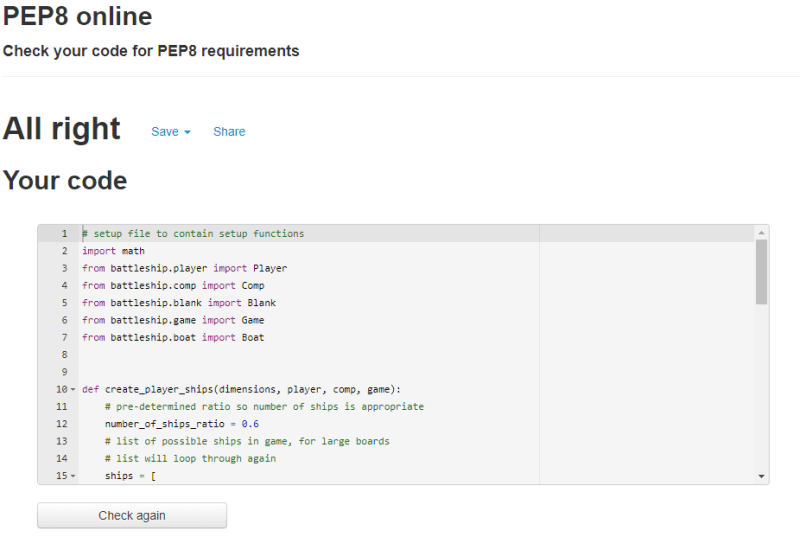 PEP8 online
Check your code for PEP8 requirements
All right Save Share
Your code
1 # setup file to contain setup functions
2 import math
3 from battleship.player import Player
4 from battleship.comp import Comp
5 from battleship.blank import Blank
6 from battleship.game import Game
7 from battleship.boat import Boat
8
9
10 def create_player_ships(dimensions, player, comp, game):
11     # pre-determined ratio so number of ships is appropriate
12     number_of_ships_ratio = 0.6
13     # list of possible ships in game, for large boards
14     # list will loop through again
15     ships = [
Check again